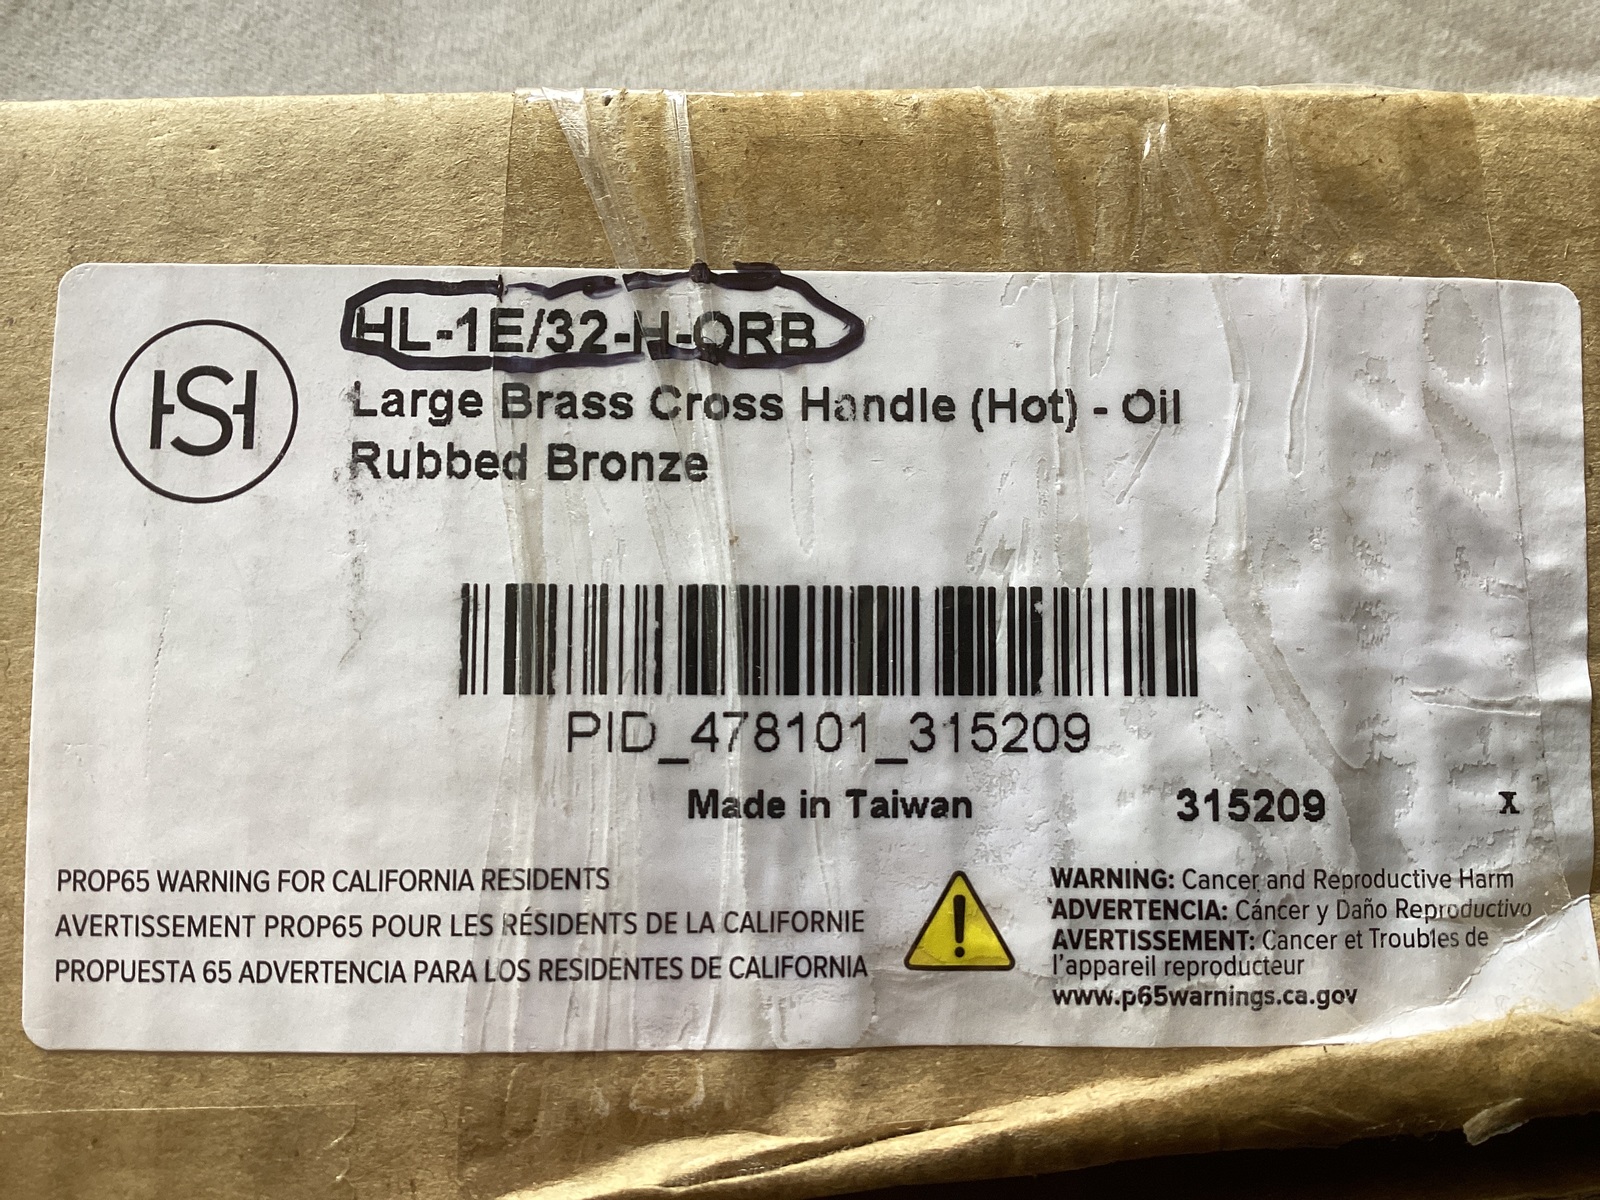 HSH
HL-1E/32-H-ORB
Large Brass Cross Handle (Hot) - Oil
Rubbed Bronze
PID_478101_315209
Made in Taiwan
315209
X
PROP65 WARNING FOR CALIFORNIA RESIDENTS
AVERTISSEMENT PROP65 POUR LES RÉSIDENTS DE LA CALIFORNIE
PROPUESTA 65 ADVERTENCIA PARA LOS RESIDENTES DE CALIFORNIA
WARNING: Cancer and Reproductive Harm
ADVERTENCIA: Cáncer y Daño Reproductivo
AVERTISSEMENT: Cancer et Troubles de
l'appareil reproducteur
www.p65warnings.ca.gov